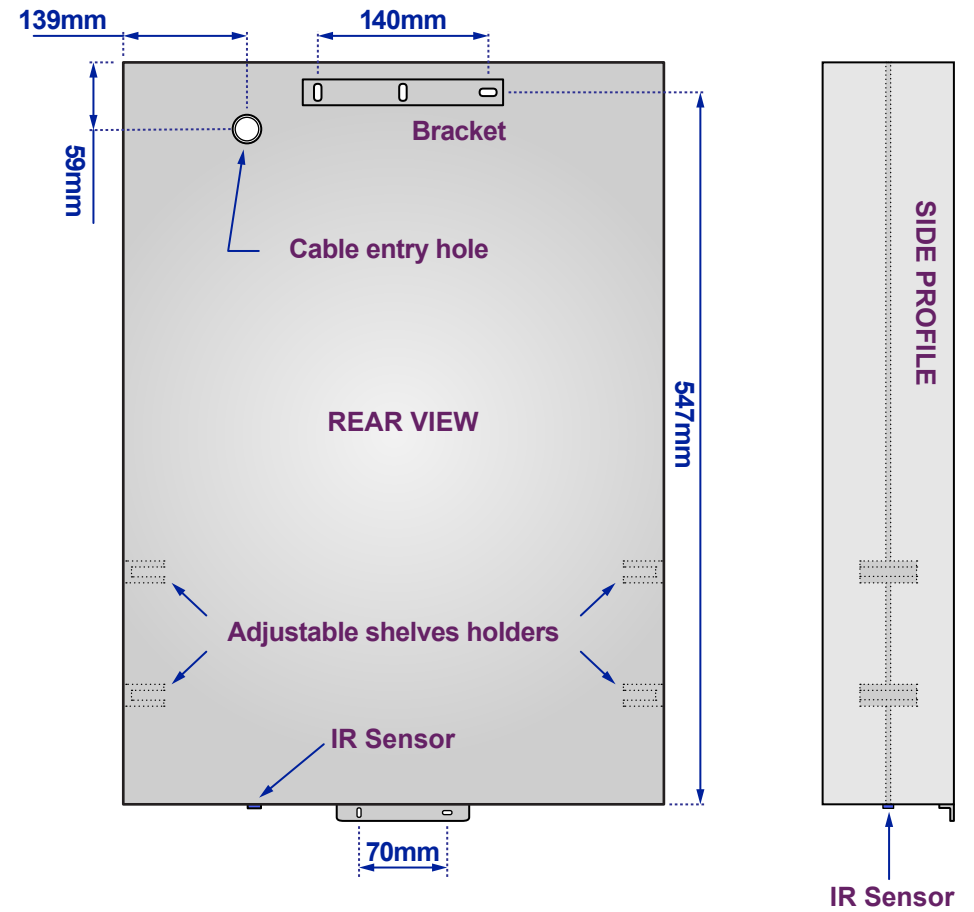 139mm
140mm
Bracket
59mm
Cable entry hole
SIDE PROFILE
REAR VIEW
547mm
Adjustable shelves holders
IR Sensor
70mm
IR Sensor